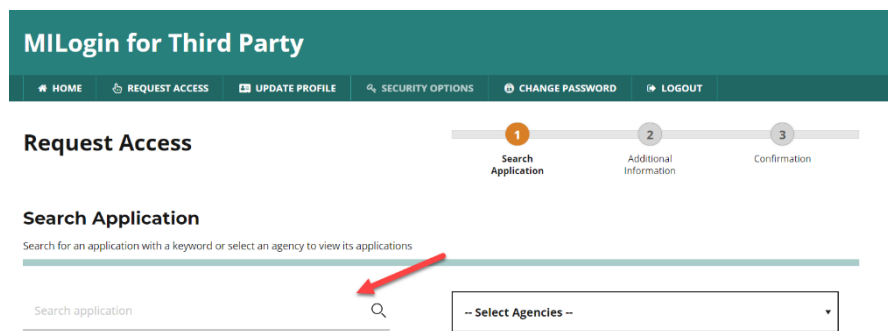 MILogin for Third Party
HOME REQUEST ACCESS UPDATE PROFILE SECURITY OPTIONS CHANGE PASSWORD LOGOUT
Request Access
1 2 3
Search Application
Additional Information
Confirmation
Search Application
Search for an application with a keyword or select an agency to view its applications
Search application
-- Select Agencies --